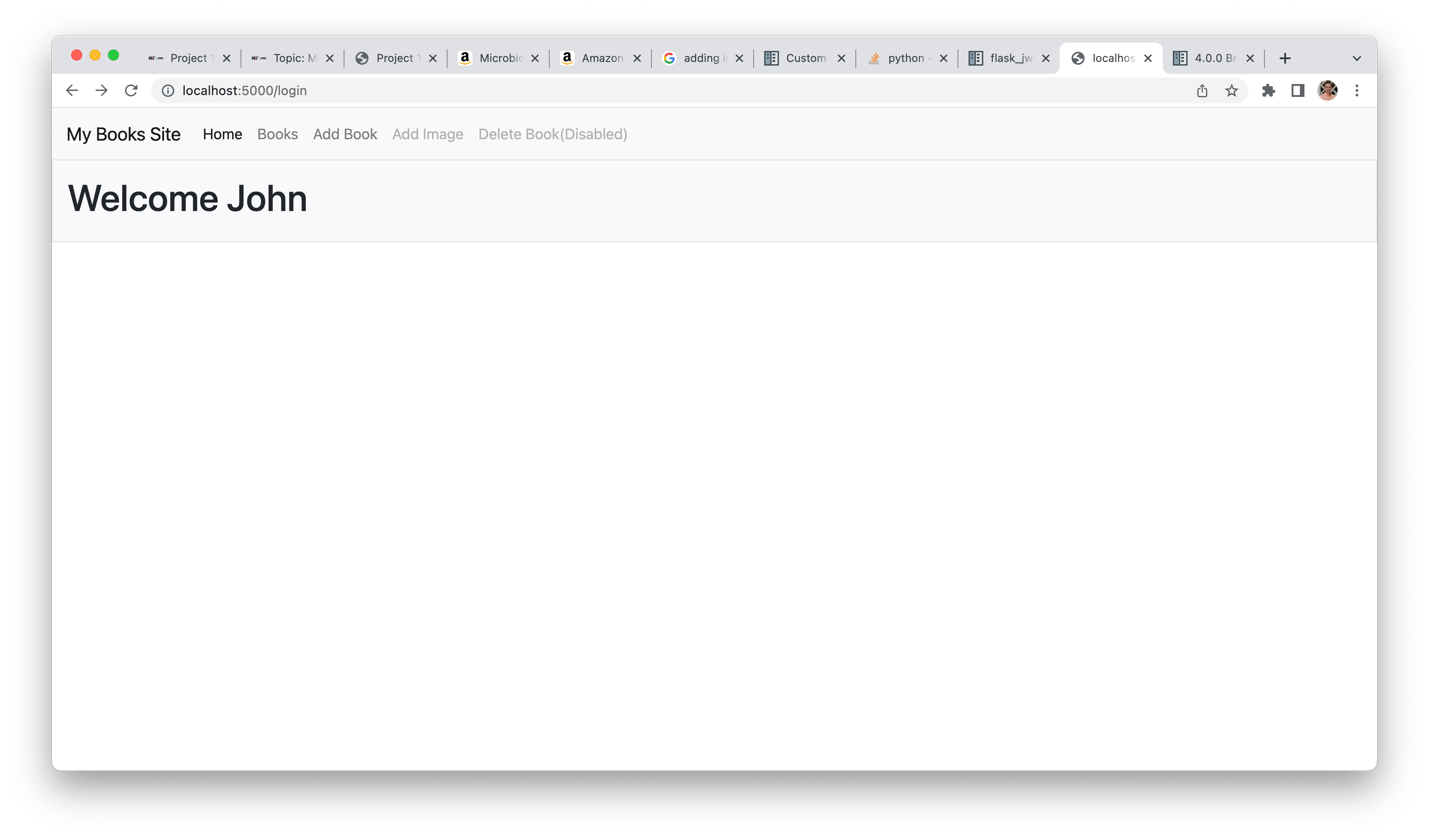 Project 1 Topic: M Project 1 Microbio Amazon adding i Custom python - flask_jw localhos 4.0.0 Br
localhost:5000/login
My Books Site Home Books Add Book Add Image Delete Book(Disabled)
Welcome John